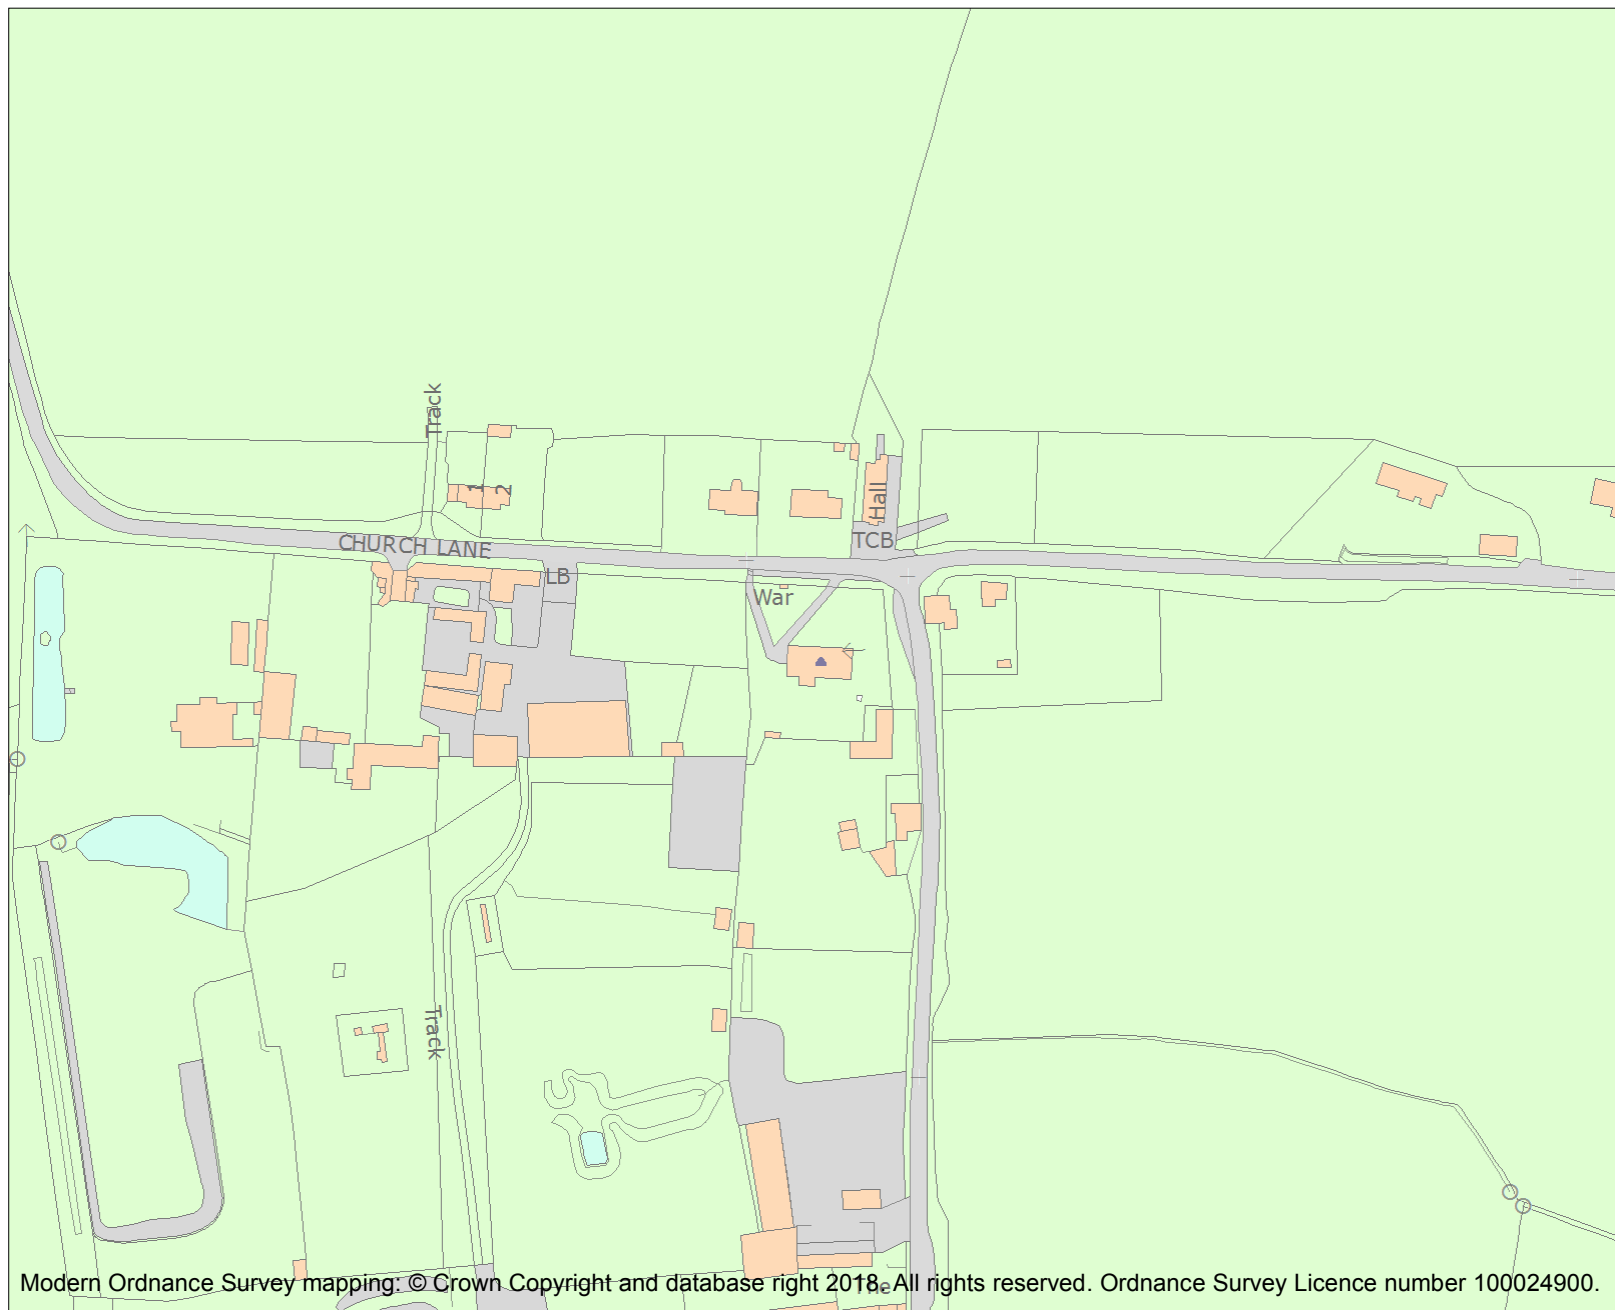 Track
1
2
Hall
TCB
CHURCH LANE
LB
War
Track
The
Modern Ordnance Survey mapping: © Crown Copyright and database right 2018. All rights reserved. Ordnance Survey Licence number 100024900.